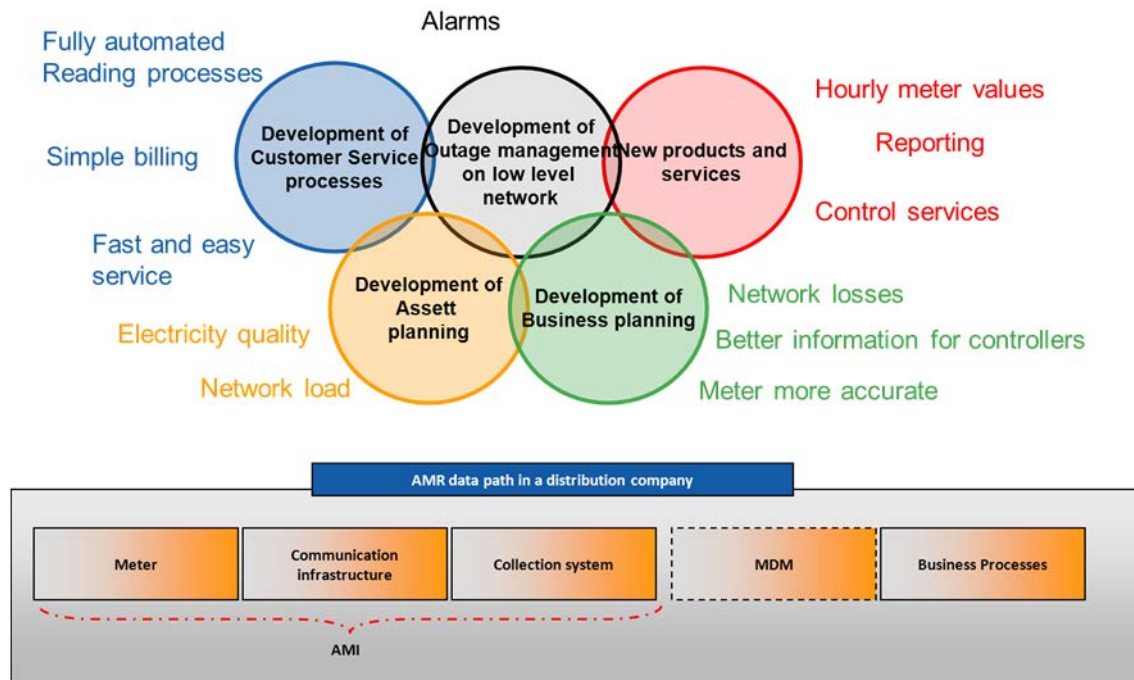 Alarms
Fully automated
Reading processes
Simple billing
Fast and easy
service
Development of
Customer Service
processes
Development of
Outage management
on low level
network
New products and
services
Hourly meter values
Reporting
Control services
Electricity quality
Network load
Development of
Assett
planning
Development of
Business planning
Network losses
Better information for controllers
Meter more accurate
AMR data path in a distribution company
Meter
Communication
infrastructure
Collection system
MDM
Business Processes
AMI